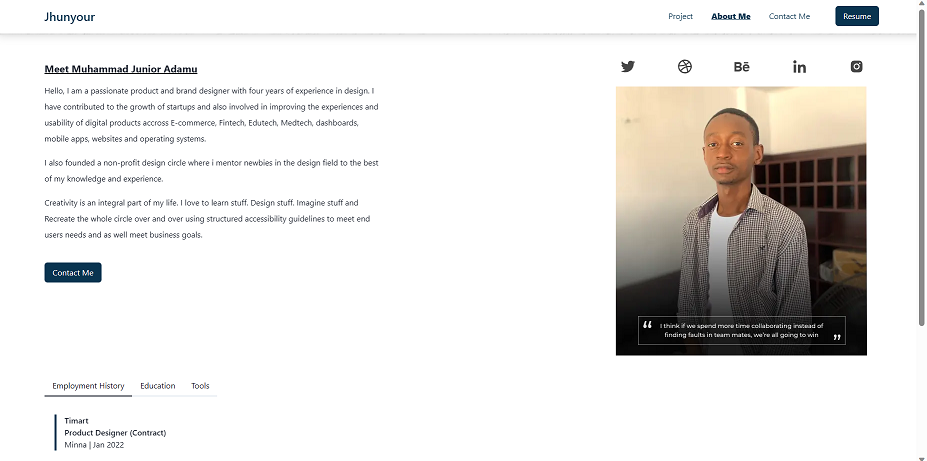 Jhunyour
Project
About Me
Contact Me
Resume
Meet Muhammad Junior Adamu
Hello, I am a passionate product and brand designer with four years of experience in design. I
have contributed to the growth of startups and also involved in improving the experiences and
usability of digital products accross E-commerce, Fintech, Edutech, Medtech, dashboards,
mobile apps, websites and operating systems.
I also founded a non-profit design circle where i mentor newbies in the design field to the best
of my knowledge and experience.
Creativity is an integral part of my life. I love to learn stuff. Design stuff. Imagine stuff and
Recreate the whole circle over and over using structured accessibility guidelines to meet end
users needs and as well meet business goals.
Contact Me
Bē
in
“ I think if we spend more time collaborating instead of
finding faults in team mates, we're all going to win ”
Employment History
Education
Tools
Timart
Product Designer (Contract)
Minna | Jan 2022